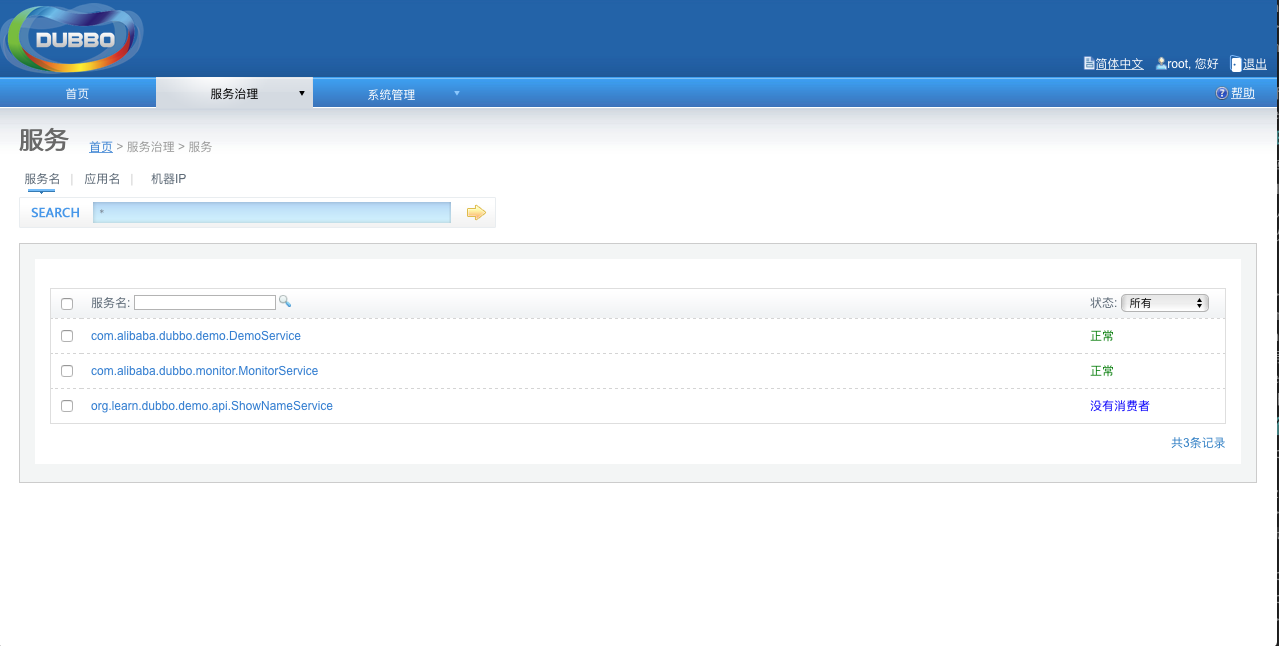 DUBBO
简体中文 root, 您好 退出
首页 服务治理 系统管理 帮助
服务 首页 > 服务治理 > 服务
服务名 | 应用名 | 机器IP
SEARCH *
服务名: 状态: 所有
com.alibaba.dubbo.demo.DemoService 正常
com.alibaba.dubbo.monitor.MonitorService 正常
org.learn.dubbo.demo.api.ShowNameService 没有消费者
共3条记录